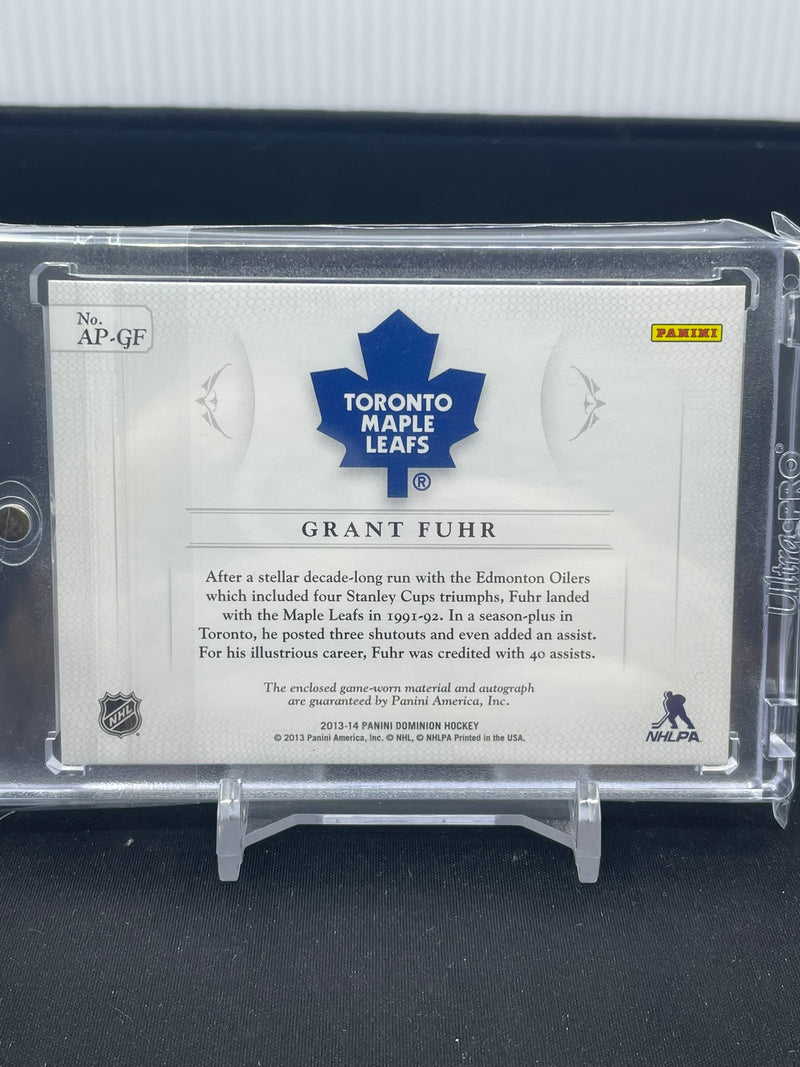 No.
AP-GF
PANINI
TORONTO
MAPLE
LEAFS
®
GRANT FUHR
After a stellar decade-long run with the Edmonton Oilers
which included four Stanley Cups triumphs, Fuhr landed
with the Maple Leafs in 1991-92. In a season-plus in
Toronto, he posted three shutouts and even added an assist.
For his illustrious career, Fuhr was credited with 40 assists.
The enclosed game-worn material and autograph
are guaranteed by Panini America, Inc.
NHL
NHLPA
2013-14 PANINI DOMINION HOCKEY
© 2013 Panini America, Inc. © NHL, © NHLPA Printed in the USA.
Ultra•PRO®